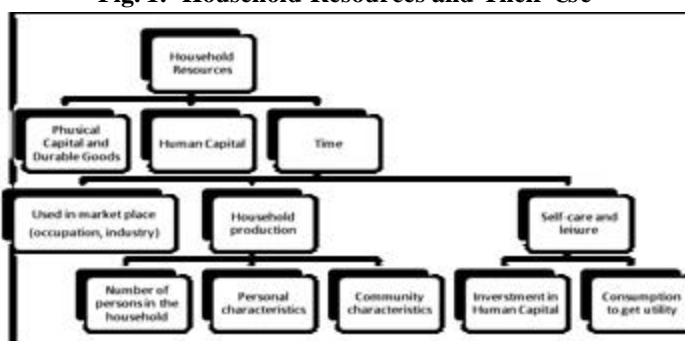 Fig. 1: Household Resources and Their Use
Household
Resources
Phusical
Capital and
Durable Goods
Human Capital
Time
Used in market place
(occupation, industry)
Household
production
Self-care and
leisure
Number of
persons in the
household
Personal
characteristics
Community
characteristics
Inverstment in
Human Capital
Consumption
to get utility